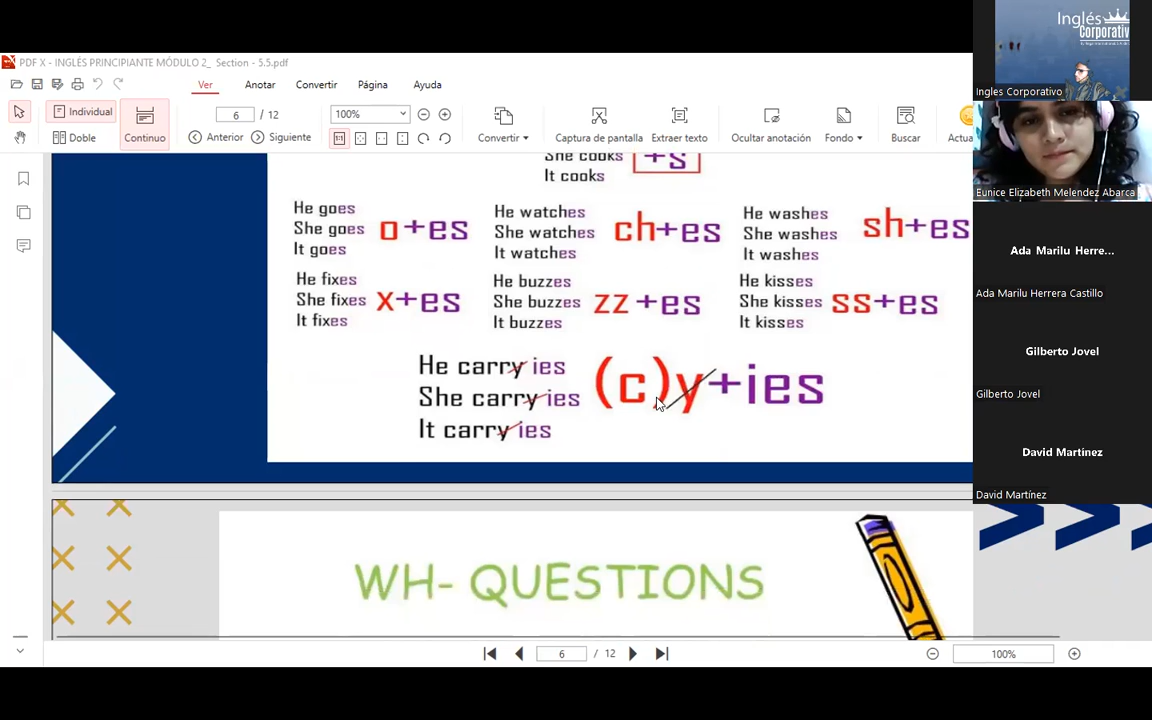 PDF X - INGLÉS PRINCIPIANTE MÓDULO 2_ Section - 5.5.pdf
Ver
Anotar
Convertir
Página
Ayuda
Individual
Doble
Continuo
6 / 12
Anterior
Siguiente
100%
Convertir
Captura de pantalla
Extraer texto
Ocultar anotación
Fondo
Buscar
Actua
She cooks
It cooks
+s
He goes
She goes
It goes
o+es
He watches
She watches
It watches
ch+es
He washes
She washes
It washes
sh+es
He fixes
She fixes
It fixes
x+es
He buzzes
She buzzes
It buzzes
zz +es
He kisses
She kisses
It kisses
ss+es
He carry ies
She carry ies
It carry ies
(c)y+ies
WH- QUESTIONS
6 / 12
100%
Inglés
Corporativ
Ingles Corporativo
Eunice Elizabeth Melendez Abarca
Ada Marilu Herre...
Ada Marilu Herrera Castillo
Gilberto Jovel
Gilberto Jovel
David Martinez
David Martínez